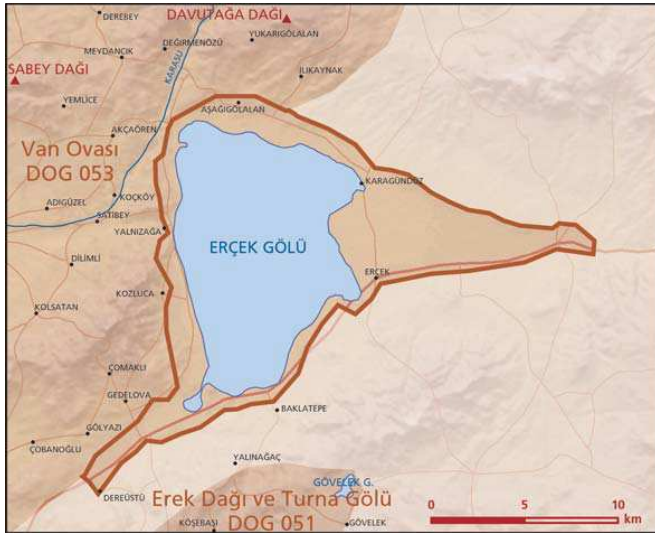 DEREBEY
DAVUTAĞA DAĞI
YUKARIGÖLALAN
DEĞİRMENÖZÜ
MEYDANCIK
KARASU
ILIKAYNAK
SABEY DAĞI
YEMLİCE
AŞAĞIGÖLALAN
AKÇAÖREN
Van Ovası
DOG 053
KARAGÜNDÜZ
KOÇKÖY
ADIGÜZEL
SATIBEY
YALNIZAĞA
ERÇEK GÖLÜ
DİLİMLİ
ERÇEK
KOZLUCA
KOLSATAN
ÇOMAKLI
GEDELOVA
BAKLATEPE
GÖLYAZI
ÇOBANOĞLU
YALINAĞAÇ
GÖVELEK G.
DEREÜSTÜ
Erek Dağı ve Turna Gölü
DOG 051
KÖŞEBAŞI
GÖVELEK
0 5 10
km